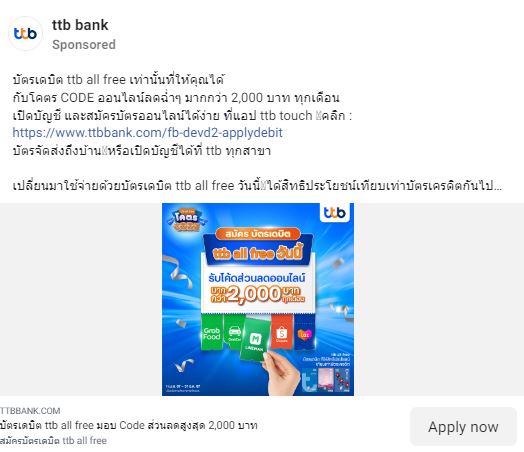 ttb
ttb bank
Sponsored
บัตรเดบิต ttb all free เท่านั้นที่ให้คุณได้
กับโคตร CODE ออนไลน์ลดฉ่ำๆ มากกว่า 2,000 บาท ทุกเดือน
เปิดบัญชี และสมัครบัตรออนไลน์ได้ง่าย ที่แอป ttb touch คลิก :
https://www.ttbbank.com/fb-devd2-applydebit
บัตรจัดส่งถึงบ้าน หรือเปิดบัญชีได้ที่ ttb ทุกสาขา
เปลี่ยนมาใช้จ่ายด้วยบัตรเดบิต ttb all free วันนี้ ได้สิทธิประโยชน์เทียบเท่าบัตรเครดิตกันไป...
ttb
โคตร
สมัคร บัตรเดบิต
ttb all free วันนี้
รับโค้ดส่วนลดออนไลน์
มากกว่า 2,000 บาท ทุกเดือน
Grab Food
GrabCar
LINEMAN
Shopee
Laz
ttb all free
TTBBANK.COM
บัตรเดบิต ttb all free มอบ Code ส่วนลดสูงสุด 2,000 บาท
สมัครบัตรเดบิต ttb all free
Apply now